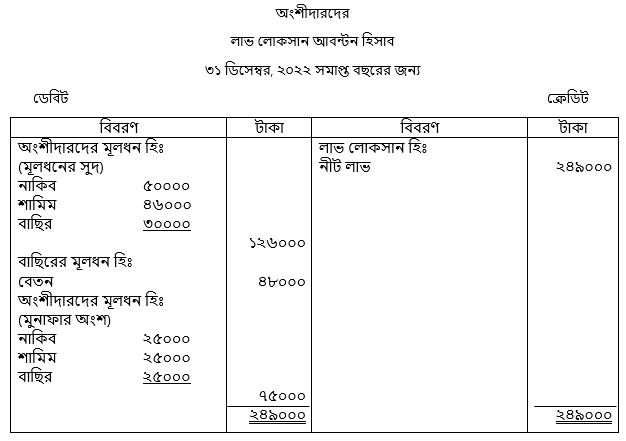 অংশীদারদের
লাভ লোকসান আবন্টন হিসাব
৩১ ডিসেম্বর, ২০২২ সমাপ্ত বছরের জন্য
ডেবিট ক্রেডিট
বিবরণ টাকা বিবরণ টাকা
অংশীদারদের মূলধন হিঃ লাভ লোকসান হিঃ
(মূলধনের সুদ) নীট লাভ ২৪৯০০০
নাকিব ৫০০০০
শামিম ৪৬০০০
বাছির ৩০০০০
১২৬০০০
বাছিরের মূলধন হিঃ
বেতন ৪৮০০০
অংশীদারদের মূলধন হিঃ
(মুনাফার অংশ)
নাকিব ২৫০০০
শামিম ২৫০০০
বাছির ২৫০০০
৭৫০০০
২৪৯০০০ ২৪৯০০০